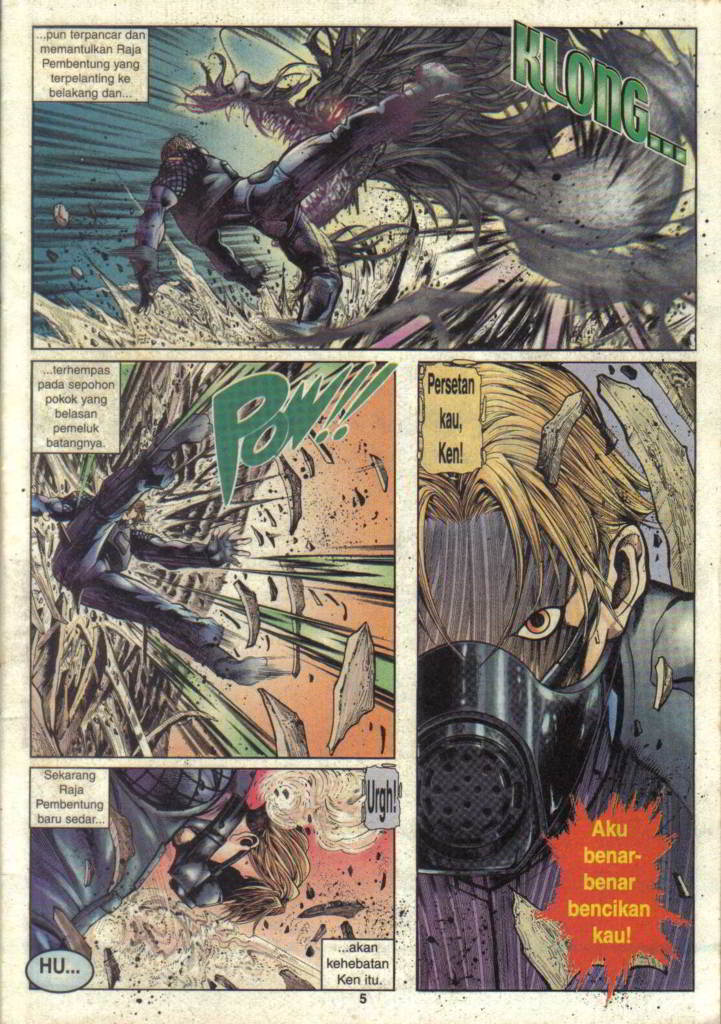 ...pun terpancar dan
memantulkan Raja
Pembentung yang
terpelanting ke
belakang dan...
KLONG...
...terhempas
pada sepohon
pokok yang
belasan
pemeluk
batangnya.
POW!!!
Persetan
kau,
Ken!
Aku
benar-
benar
bencikan
kau!
Sekarang
Raja
Pembentung
baru sedar...
Urgh!
HU...
...akan
kehebatan
Ken itu.
5